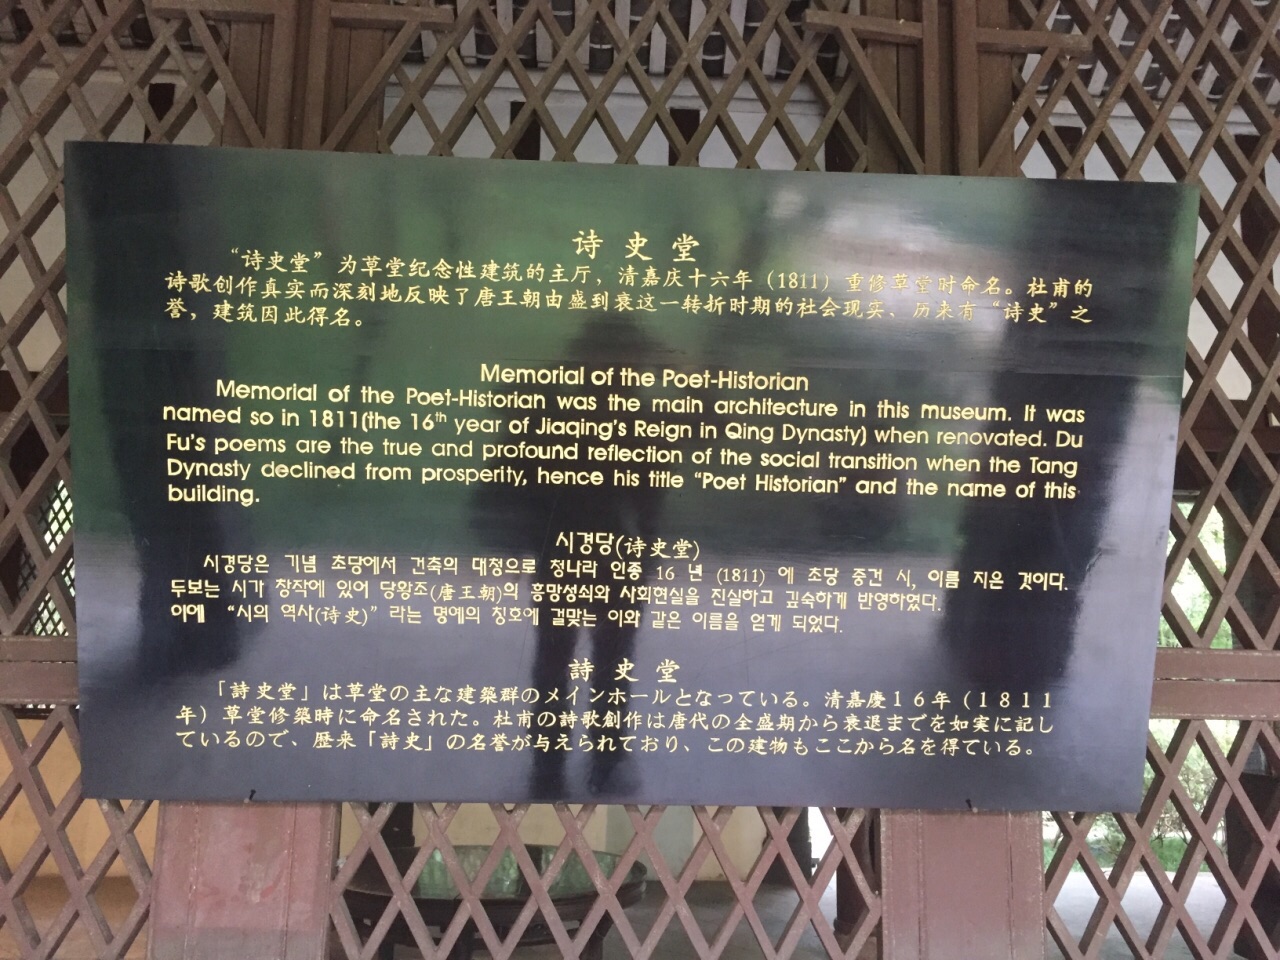 诗史堂
“诗史堂”为草堂纪念性建筑的主厅，清嘉庆十六年（1811）重修草堂时命名。杜甫的
诗歌创作真实而深刻地反映了唐王朝由盛到衰这一转折时期的社会现实、历来有“诗史”之
誉，建筑因此得名。
Memorial of the Poet-Historian
Memorial of the Poet-Historian was the main architecture in this museum. It was
named so in 1811(the 16th year of Jiaqing's Reign in Qing Dynasty) when renovated. Du
Fu's poems are the true and profound reflection of the social transition when the Tang
Dynasty declined from prosperity, hence his title “Poet Historian” and the name of this
building.
시경당(诗史堂)
시경당은 기념 초당에서 건축의 대청으로 청나라 인종 16 년 (1811) 에 초당 중건 시, 이름 지은 것이다.
두보는 시가 창작에 있어 당왕조(唐王朝)의 흥망성쇠와 사회현실을 진실하고 깊숙하게 반영하였다.
이에 “시의 역사(诗史)” 라는 명예의 칭호에 걸맞는 이와 같은 이름을 얻게 되었다.
詩史堂
「詩史堂」は草堂の主な建築群のメインホールとなっている。清嘉慶１６年（１８１１
年）草堂修築時に命名された。杜甫の詩歌創作は唐代の全盛期から衰退までを如実に記し
ているので、歴来「詩史」の名誉が与えられており、この建物もここから名を得ている。